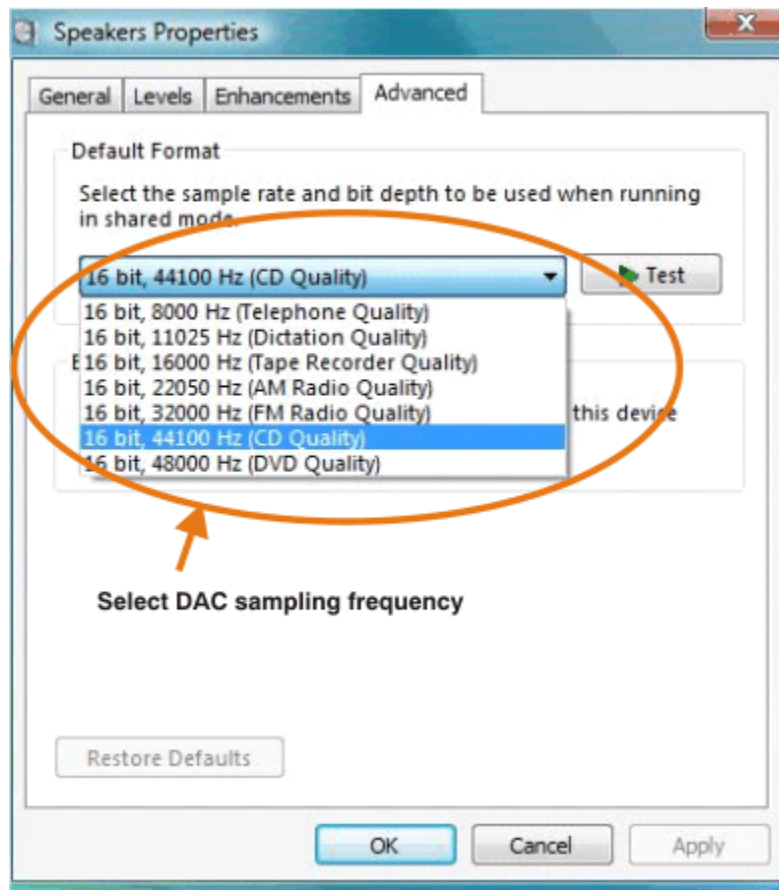 Speakers Properties
General Levels Enhancements Advanced
Default Format
Select the sample rate and bit depth to be used when running
in shared mode.
16 bit, 44100 Hz (CD Quality)
Test
16 bit, 8000 Hz (Telephone Quality)
16 bit, 11025 Hz (Dictation Quality)
16 bit, 16000 Hz (Tape Recorder Quality)
16 bit, 22050 Hz (AM Radio Quality)
16 bit, 32000 Hz (FM Radio Quality)
this device
16 bit, 44100 Hz (CD Quality)
16 bit, 48000 Hz (DVD Quality)
Select DAC sampling frequency
Restore Defaults
OK Cancel Apply